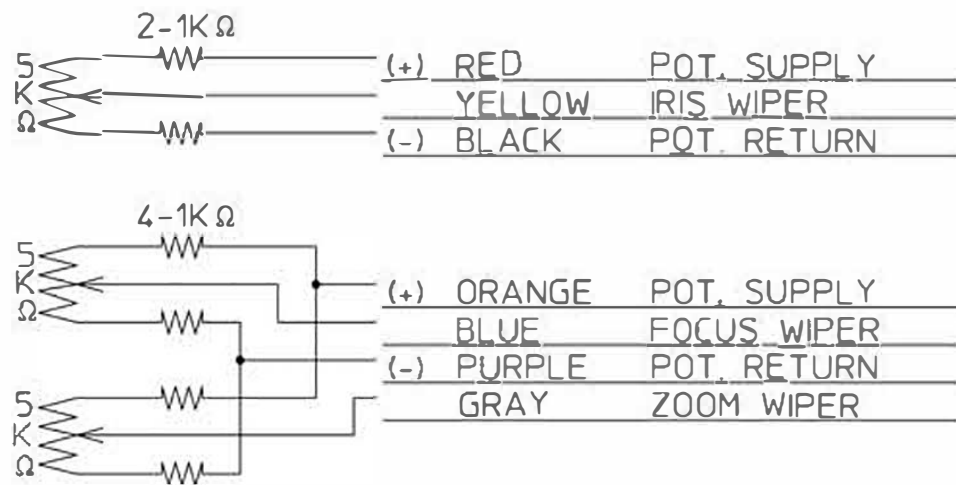 2-1KΩ
5
K
Ω
(+) RED POT. SUPPLY
YELLOW IRIS WIPER
(-) BLACK POT. RETURN
4-1KΩ
5
K
Ω
(+) ORANGE POT. SUPPLY
BLUE FOCUS WIPER
(-) PURPLE POT. RETURN
GRAY ZOOM WIPER
5
K
Ω